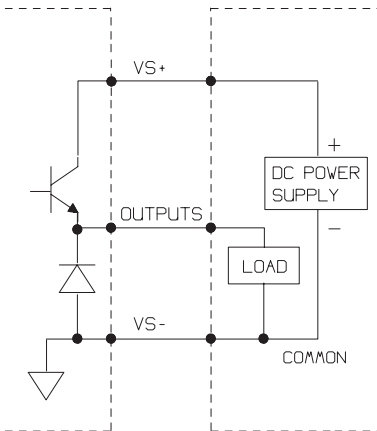 VS+
+
DC POWER
SUPPLY
OUTPUTS
−
LOAD
VS-
COMMON